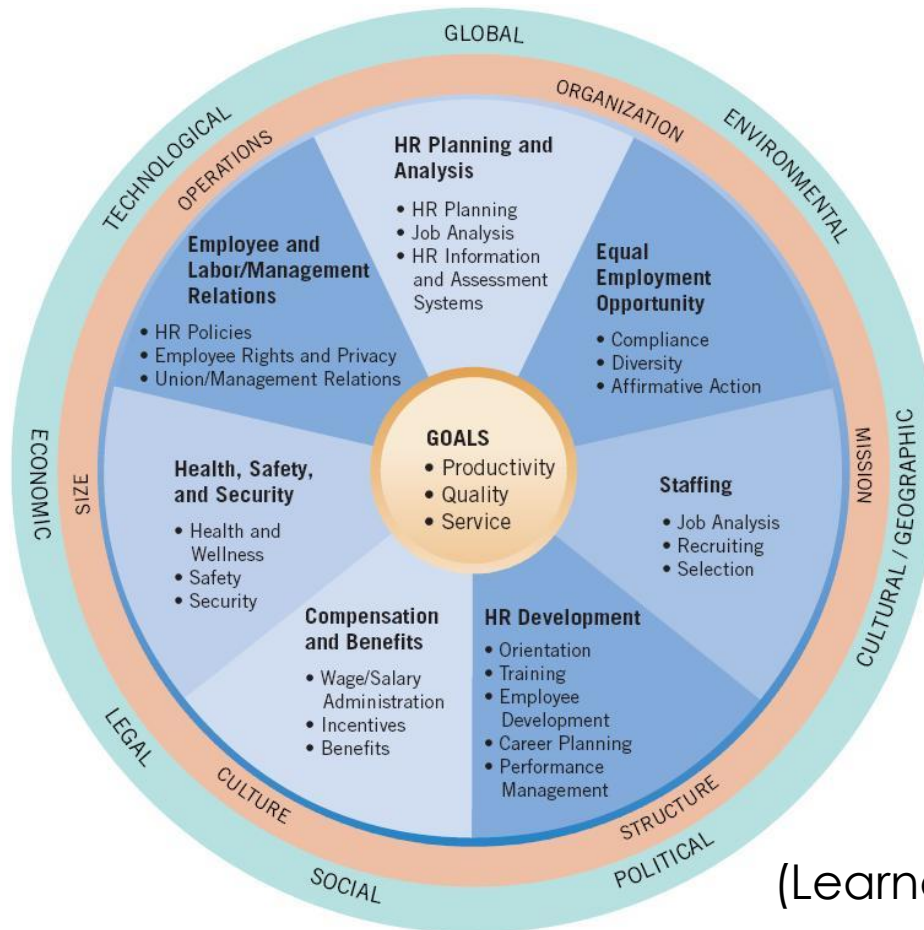 GLOBAL
ENVIRONMENTAL
CULTURAL / GEOGRAPHIC
POLITICAL
SOCIAL
LEGAL
ECONOMIC
TECHNOLOGICAL
ORGANIZATION
MISSION
STRUCTURE
CULTURE
SIZE
OPERATIONS
HR Planning and
Analysis
• HR Planning
• Job Analysis
• HR Information
and Assessment
Systems
Equal
Employment
Opportunity
• Compliance
• Diversity
• Affirmative Action
Staffing
• Job Analysis
• Recruiting
• Selection
HR Development
• Orientation
• Training
• Employee
Development
• Career Planning
• Performance
Management
Compensation
and Benefits
• Wage/Salary
Administration
• Incentives
• Benefits
Health, Safety,
and Security
• Health and
Wellness
• Safety
• Security
Employee and
Labor/Management
Relations
• HR Policies
• Employee Rights and Privacy
• Union/Management Relations
GOALS
• Productivity
• Quality
• Service